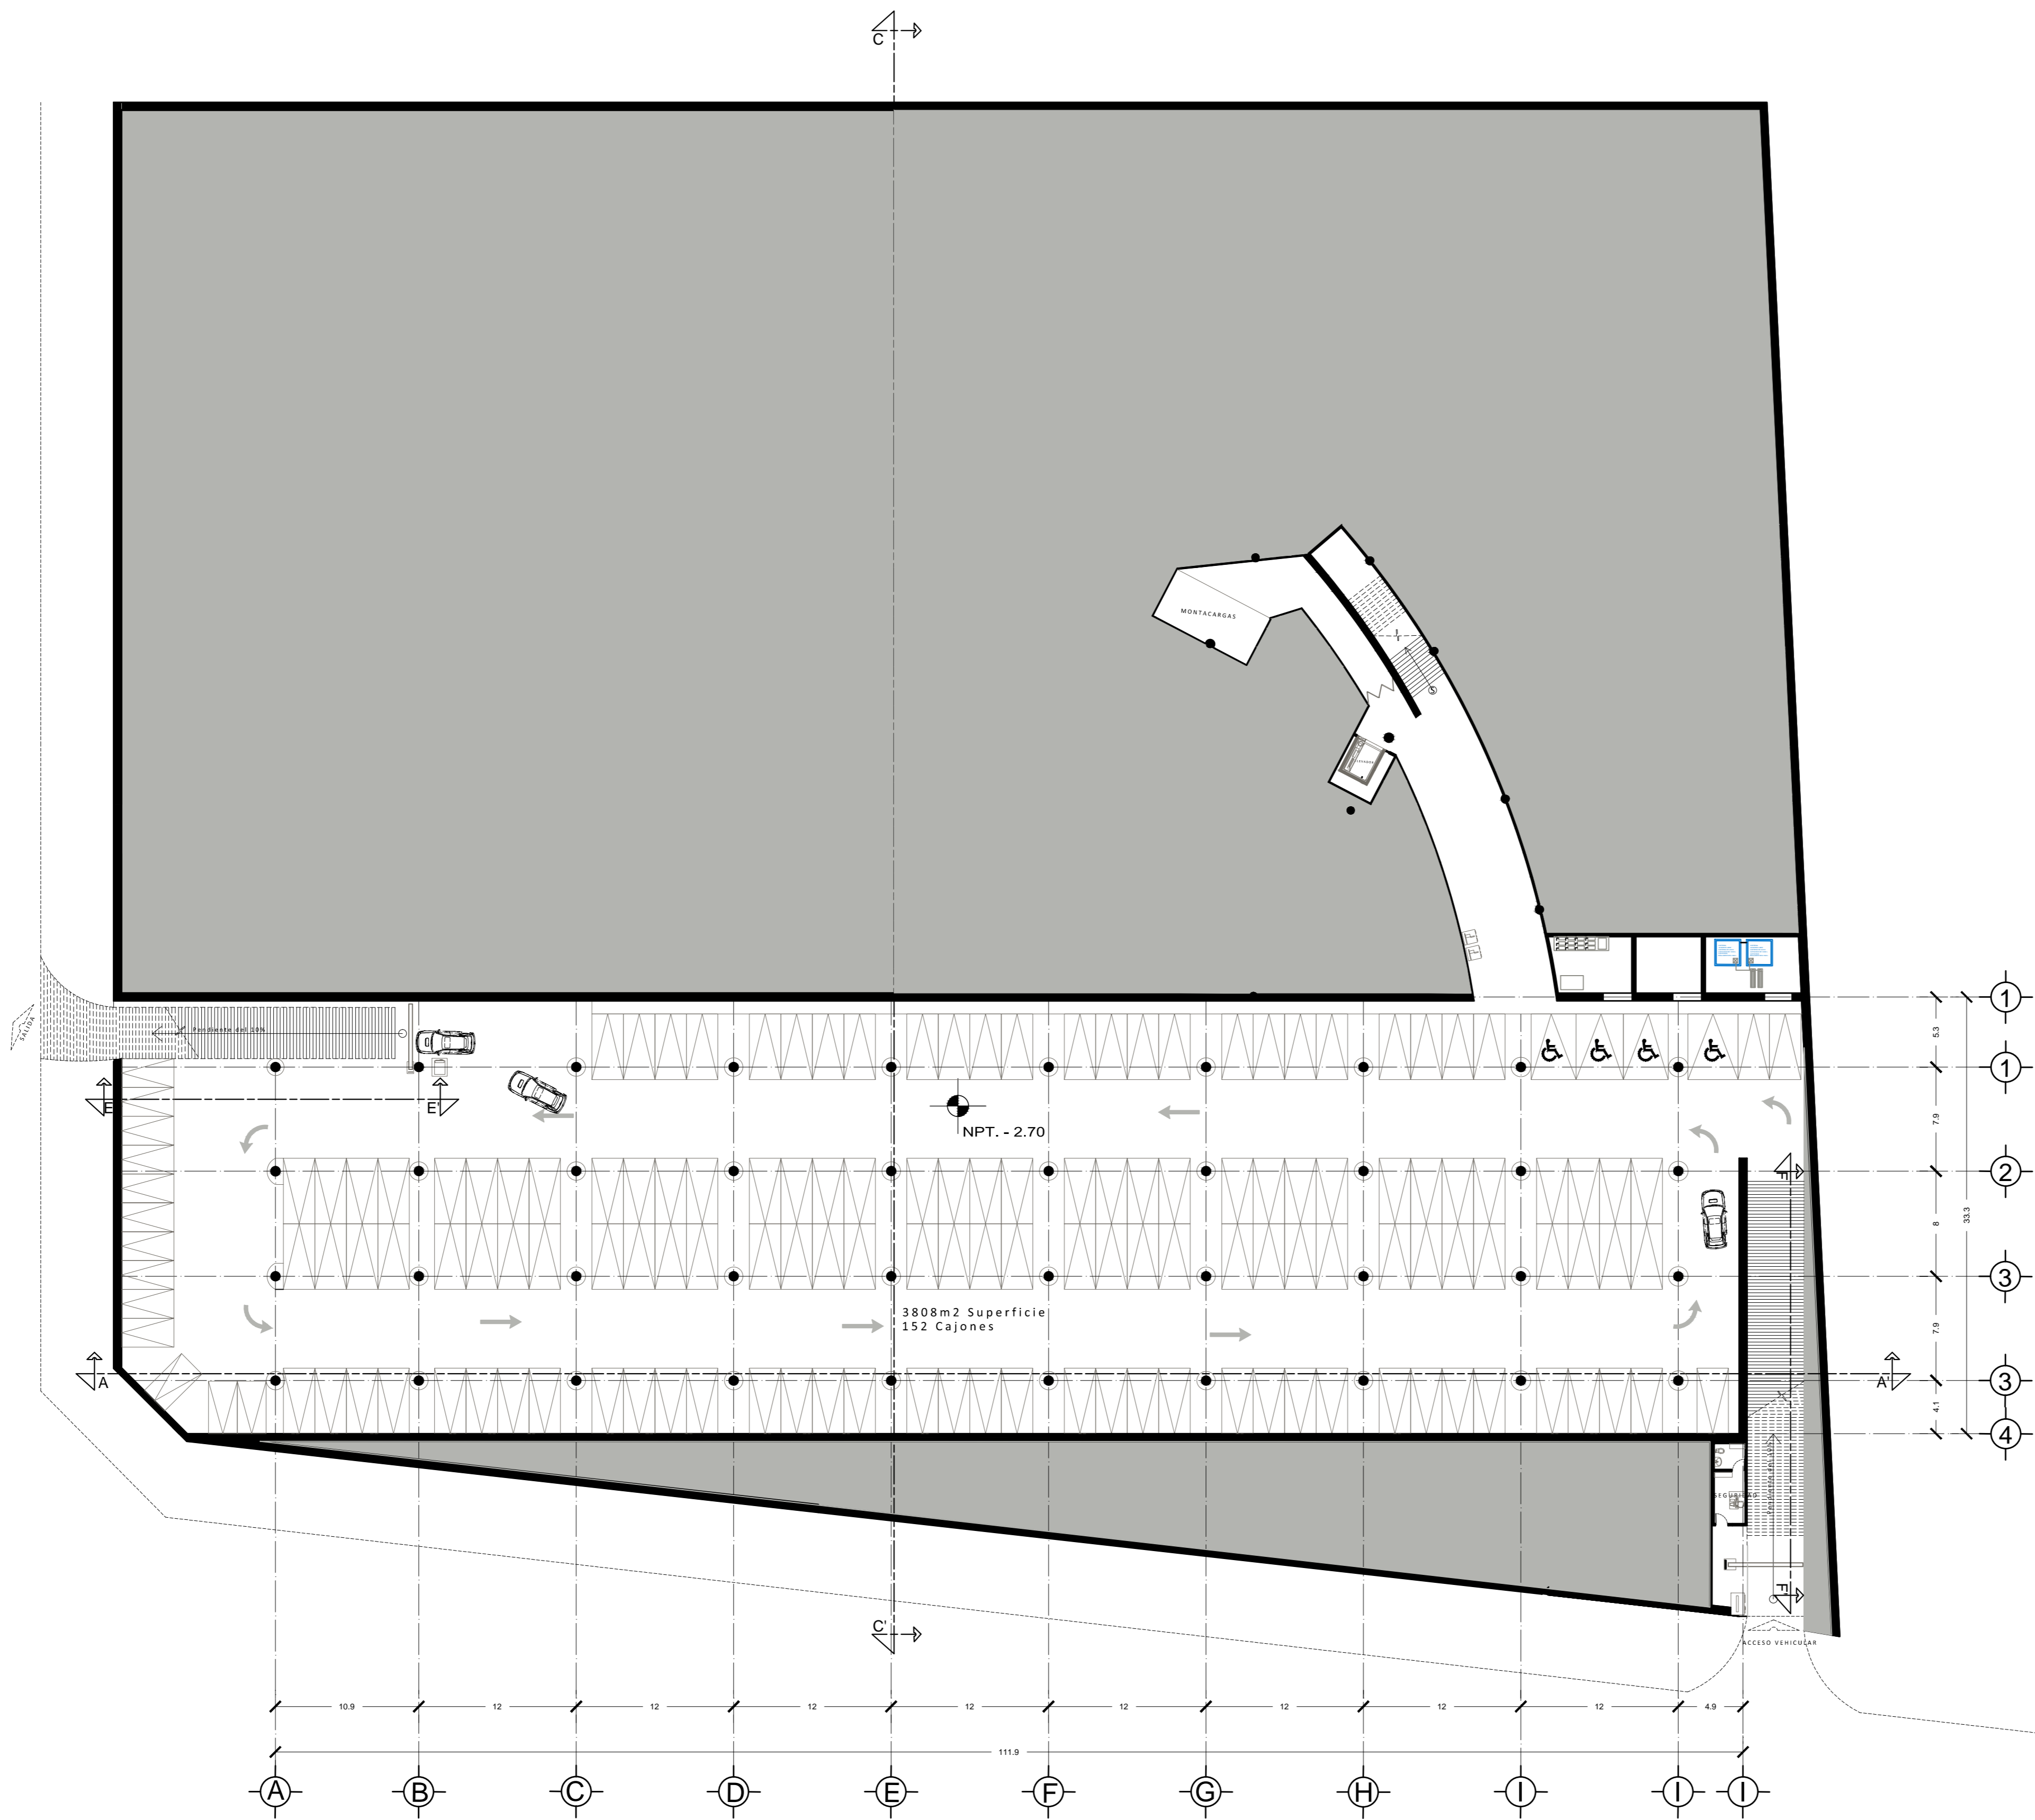 C
MONTACARGAS
S
1
SALIDA
Pendiente del 10%
5.3
1
E
E'
NPT. - 2.70
7.9
F
2
8
33.3
3
3808m2 Superficie
152 Cajones
7.9
A
A'
3
4.1
4
SEGURIDAD
F'
C'
ACCESO VEHICULAR
10.9
12
12
12
12
12
12
12
12
4.9
111.9
A
B
C
D
E
F
G
H
I
I
I